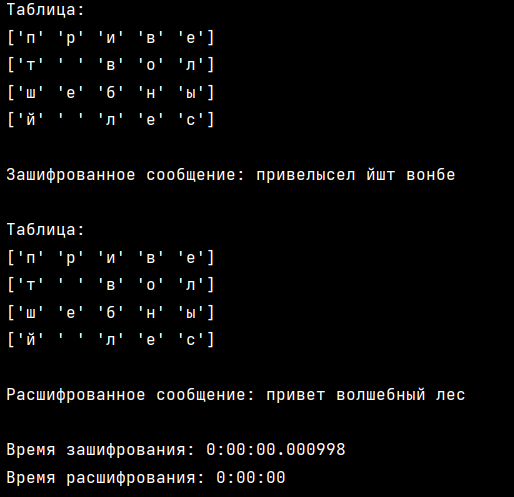 Таблица:
['п' 'р' 'и' 'в' 'е']
['т' ' ' 'в' 'о' 'л']
['ш' 'е' 'б' 'н' 'ы']
['й' ' ' 'л' 'е' 'с']
Зашифрованное сообщение: привелысел йшт вонбе
Таблица:
['п' 'р' 'и' 'в' 'е']
['т' ' ' 'в' 'о' 'л']
['ш' 'е' 'б' 'н' 'ы']
['й' ' ' 'л' 'е' 'с']
Расшифрованное сообщение: привет волшебный лес
Время зашифрования: 0:00:00.000998
Время расшифрования: 0:00:00